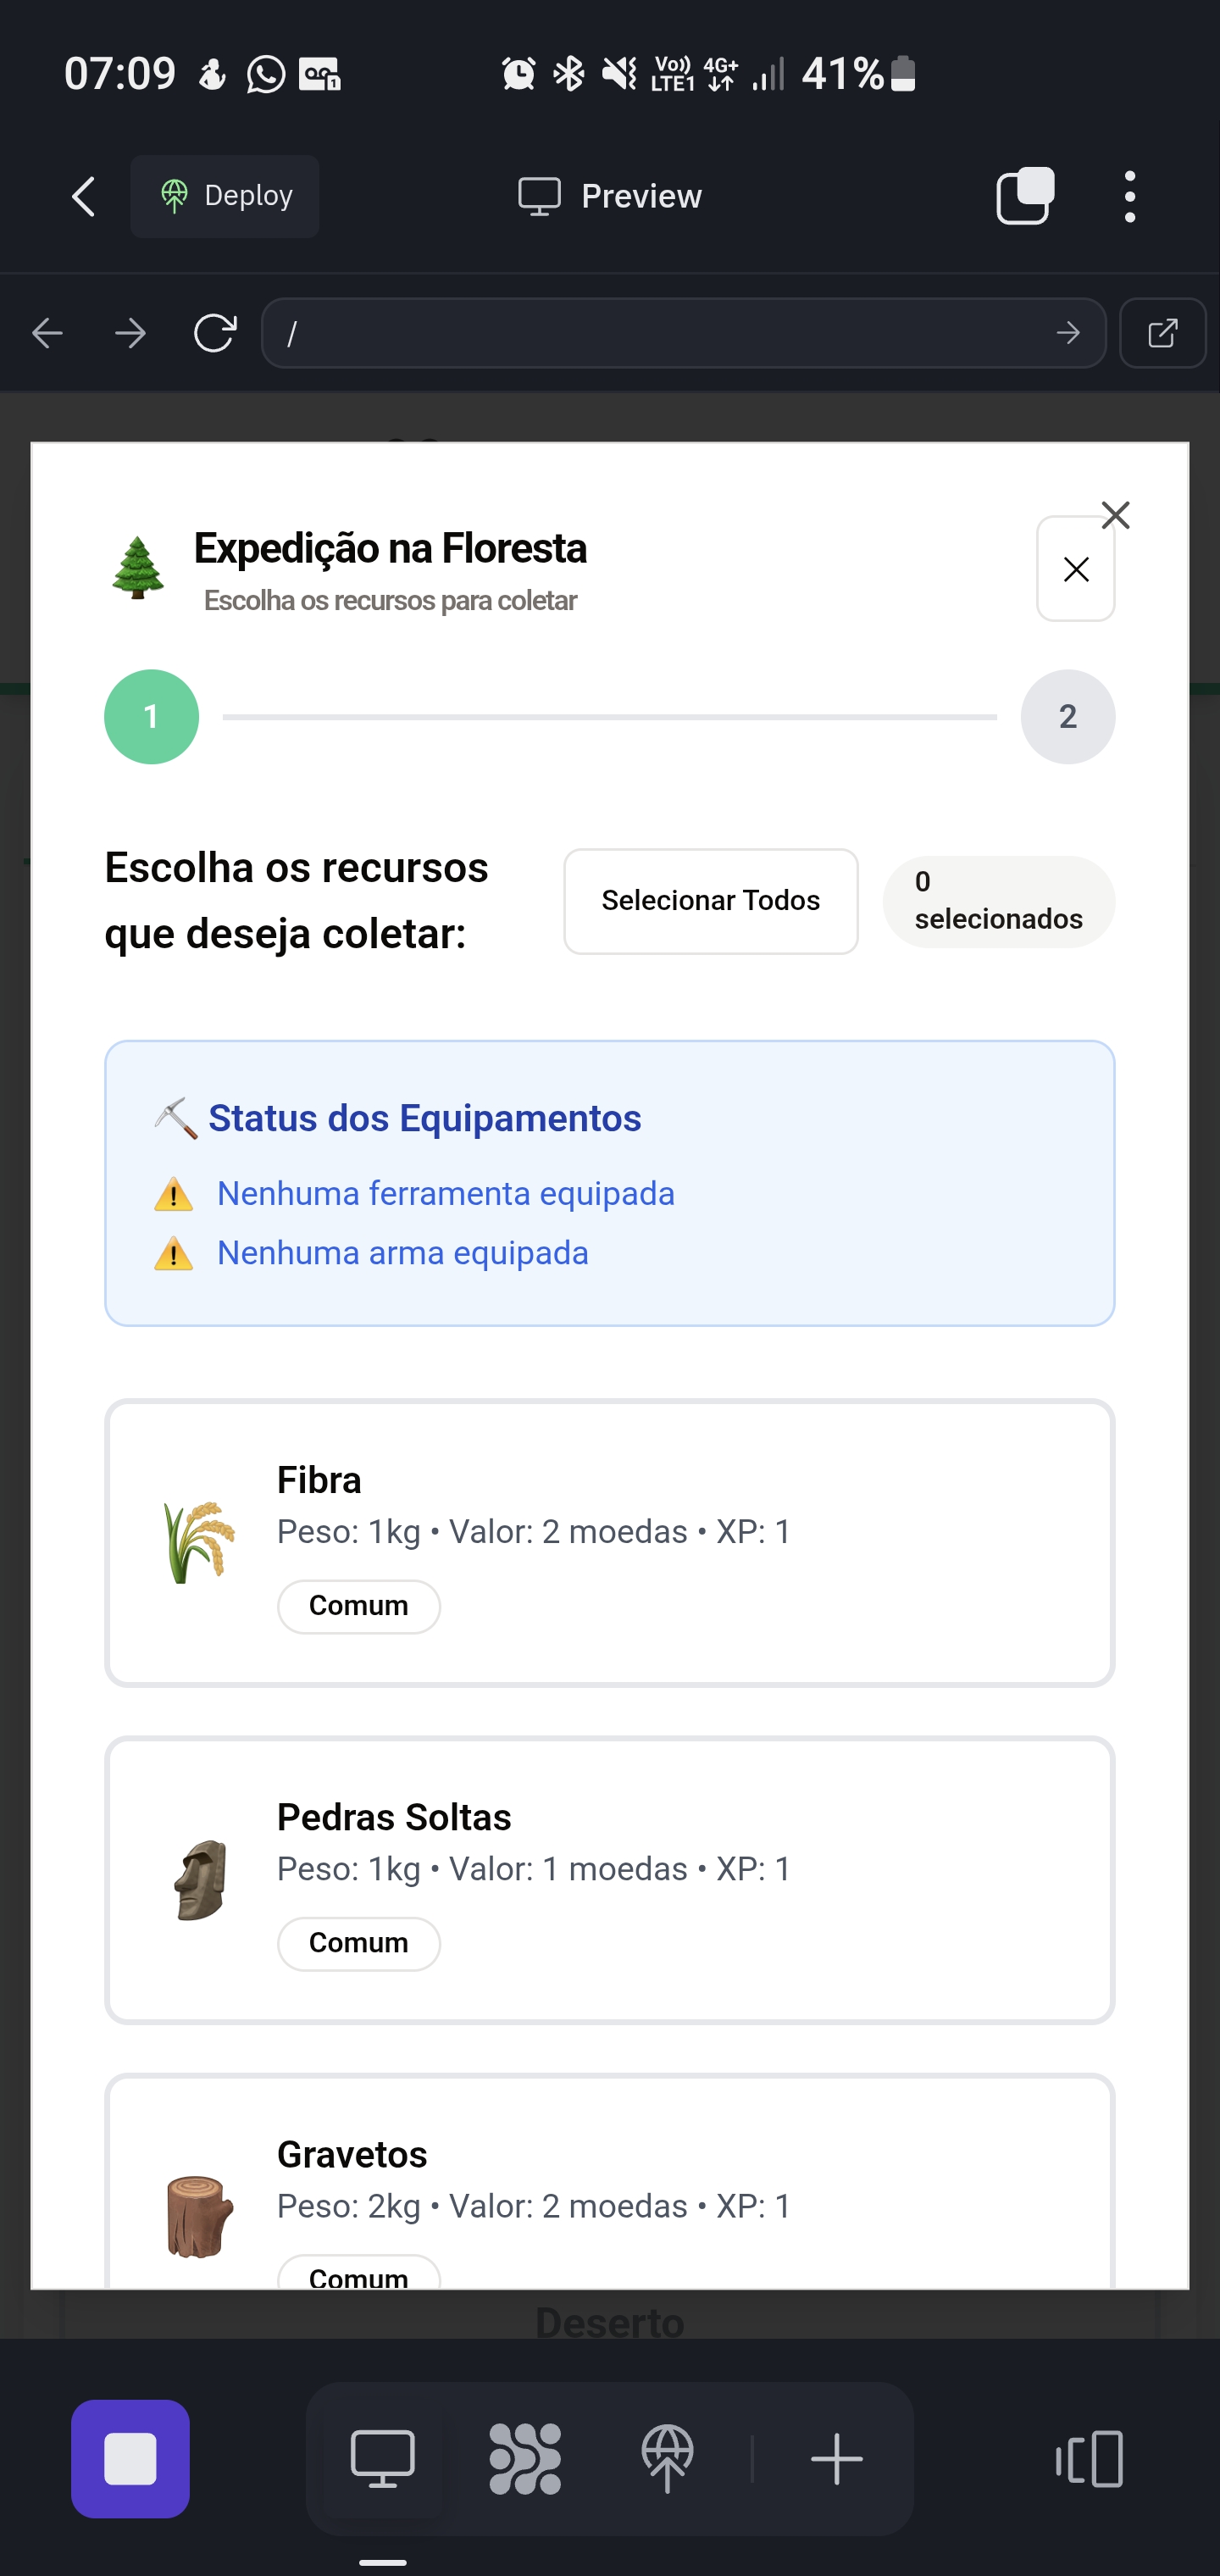 07:09
Vo))
LTE1
4G+
41%
Deploy
Preview
/
Expedição na Floresta
Escolha os recursos para coletar
1
2
Escolha os recursos
que deseja coletar:
Selecionar Todos
0
selecionados
Status dos Equipamentos
Nenhuma ferramenta equipada
Nenhuma arma equipada
Fibra
Peso: 1kg • Valor: 2 moedas • XP: 1
Comum
Pedras Soltas
Peso: 1kg • Valor: 1 moedas • XP: 1
Comum
Gravetos
Peso: 2kg • Valor: 2 moedas • XP: 1
Comum
Deserto